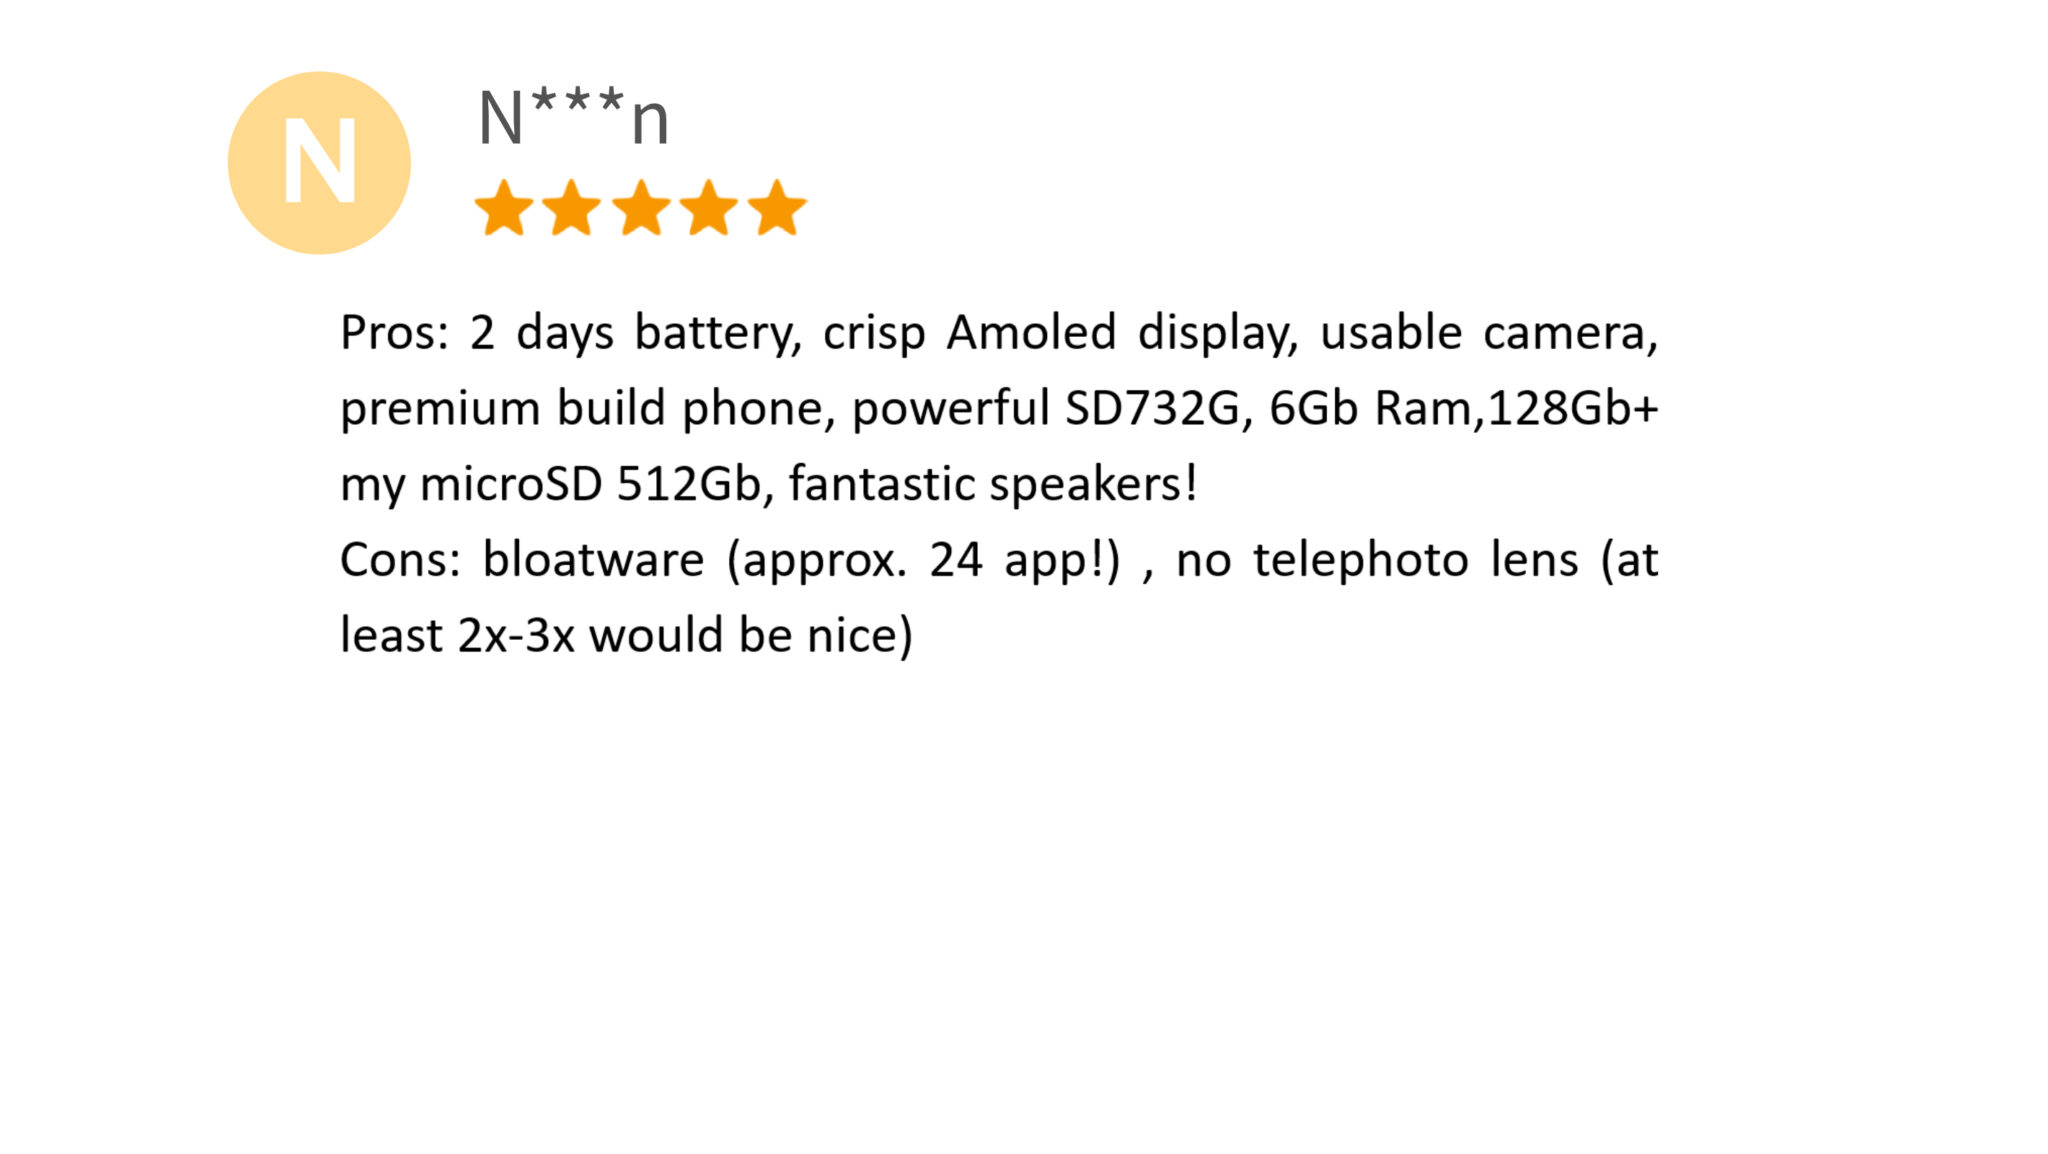 N
N***n
Pros: 2 days battery, crisp Amoled display, usable camera,
premium build phone, powerful SD732G, 6Gb Ram,128Gb+
my microSD 512Gb, fantastic speakers!
Cons: bloatware (approx. 24 app!) , no telephoto lens (at
least 2x-3x would be nice)